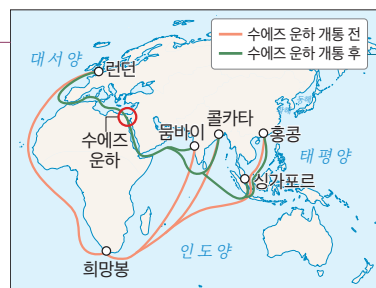 수에즈 운하 개통 전
수에즈 운하 개통 후
대서양
런던
수에즈
운하
뭄바이
콜카타
홍콩
태평양
싱가포르
인도양
희망봉